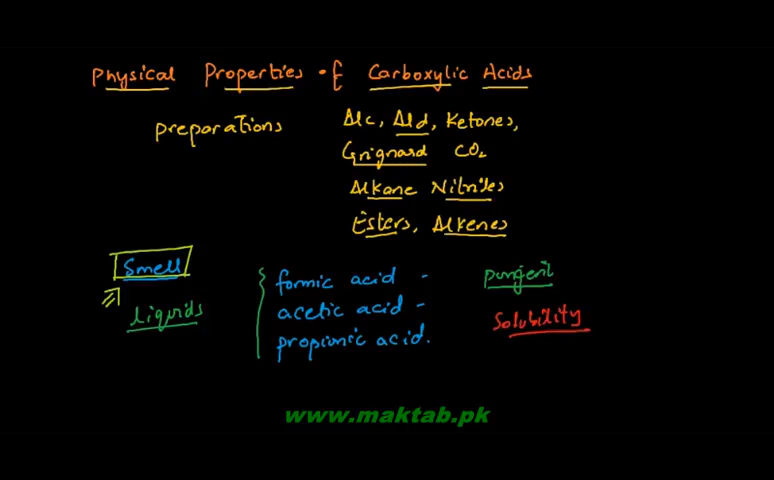 Physical Properties of Carboxylic Acids
preparations
Alc, Ald, Ketones,
Grignard CO₂
Alkane Nitriles
Esters, Alkenes
Smell
liquids
formic acid -
acetic acid -
propionic acid.
pungent
Solubility
www.maktab.pk